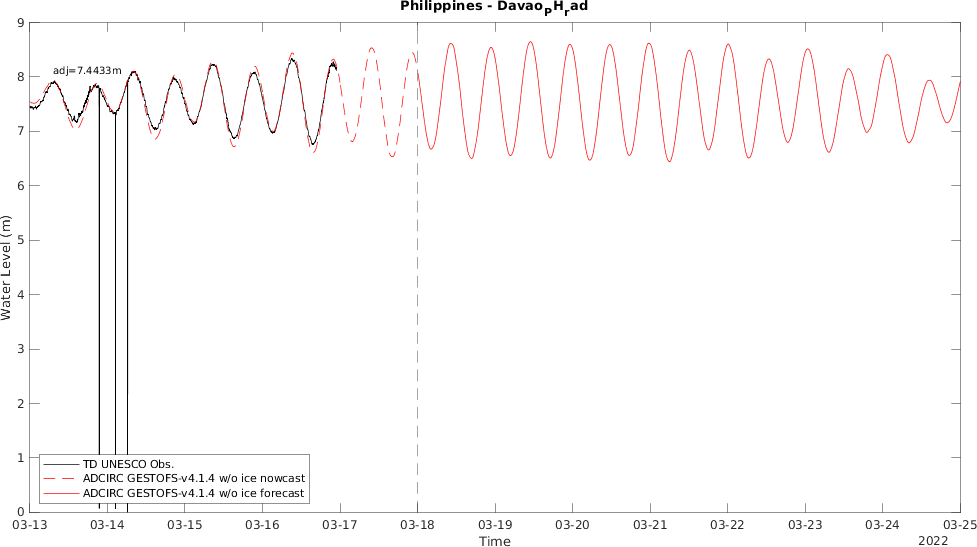 Philippines - DavaoPHrad
adj=7.4433m
Water Level (m)
9
8
7
6
5
4
3
2
1
0
TD UNESCO Obs.
ADCIRC GESTOFS-v4.1.4 w/o ice nowcast
ADCIRC GESTOFS-v4.1.4 w/o ice forecast
03-13 03-14 03-15 03-16 03-17 03-18 03-19 03-20 03-21 03-22 03-23 03-24 03-25
Time
2022